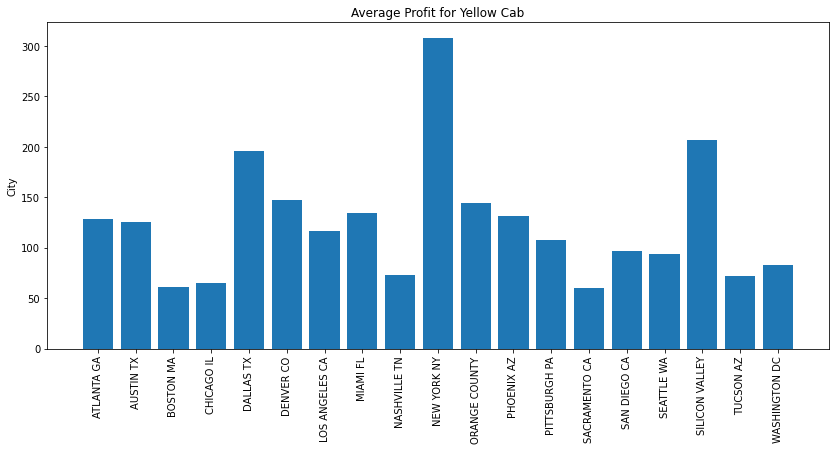 Average Profit for Yellow Cab
300
250
200
150
100
50
0
City
ATLANTA GA
AUSTIN TX
BOSTON MA
CHICAGO IL
DALLAS TX
DENVER CO
LOS ANGELES CA
MIAMI FL
NASHVILLE TN
NEW YORK NY
ORANGE COUNTY
PHOENIX AZ
PITTSBURGH PA
SACRAMENTO CA
SAN DIEGO CA
SEATTLE WA
SILICON VALLEY
TUCSON AZ
WASHINGTON DC